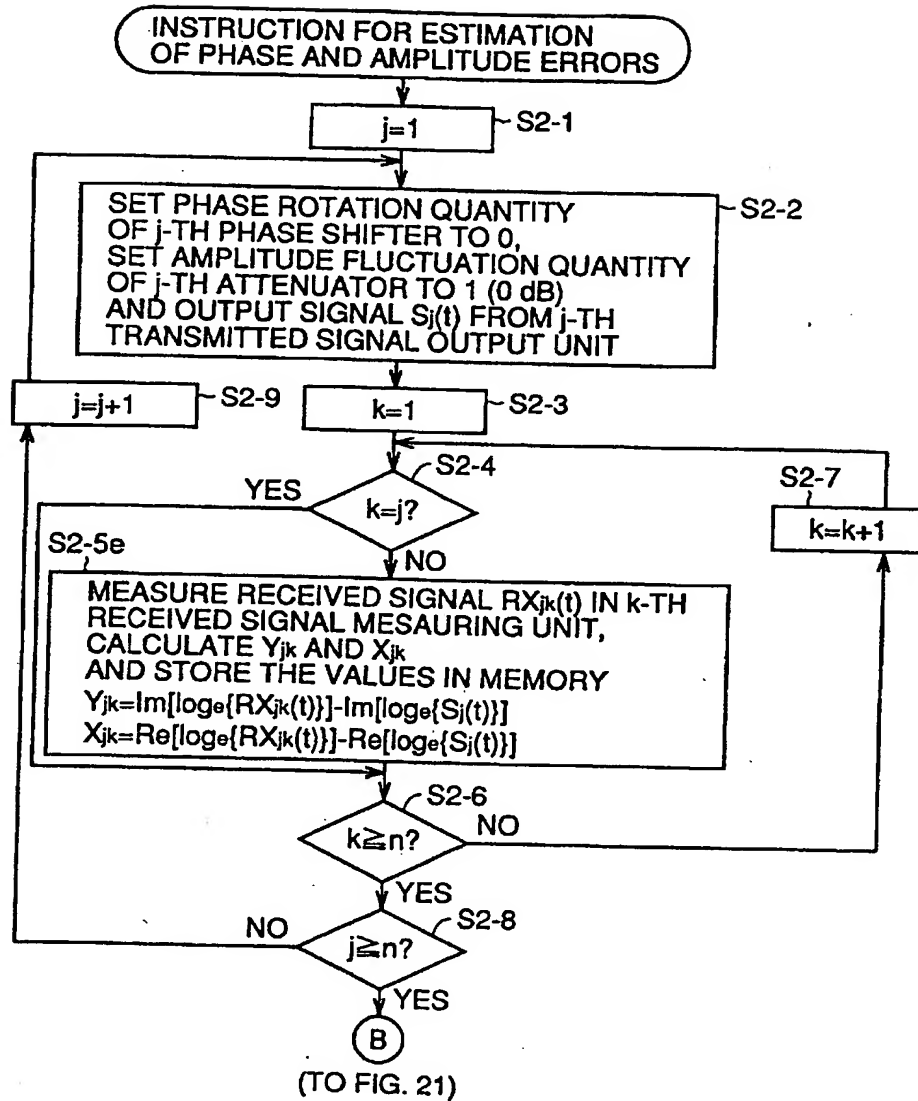 INSTRUCTION FOR ESTIMATION
OF PHASE AND AMPLITUDE ERRORS
j=1
S2-1
SET PHASE ROTATION QUANTITY
OF j-TH PHASE SHIFTER TO 0,
SET AMPLITUDE FLUCTUATION QUANTITY
OF j-TH ATTENUATOR TO 1 (0 dB)
AND OUTPUT SIGNAL Sj(t) FROM j-TH
TRANSMITTED SIGNAL OUTPUT UNIT
S2-2
j=j+1
S2-9
k=1
S2-3
S2-4
k=j?
YES
NO
S2-7
k=k+1
S2-5e
MEASURE RECEIVED SIGNAL RXjk(t) IN k-TH
RECEIVED SIGNAL MESAURING UNIT,
CALCULATE Yjk AND Xjk
AND STORE THE VALUES IN MEMORY
Yjk=Im[loge{RXjk(t)}]-Im[loge{Sj(t)}]
Xjk=Re[loge{RXjk(t)}]-Re[loge{Sj(t)}]
S2-6
k≧n?
NO
YES
S2-8
j≧n?
NO
YES
B
(TO FIG. 21)